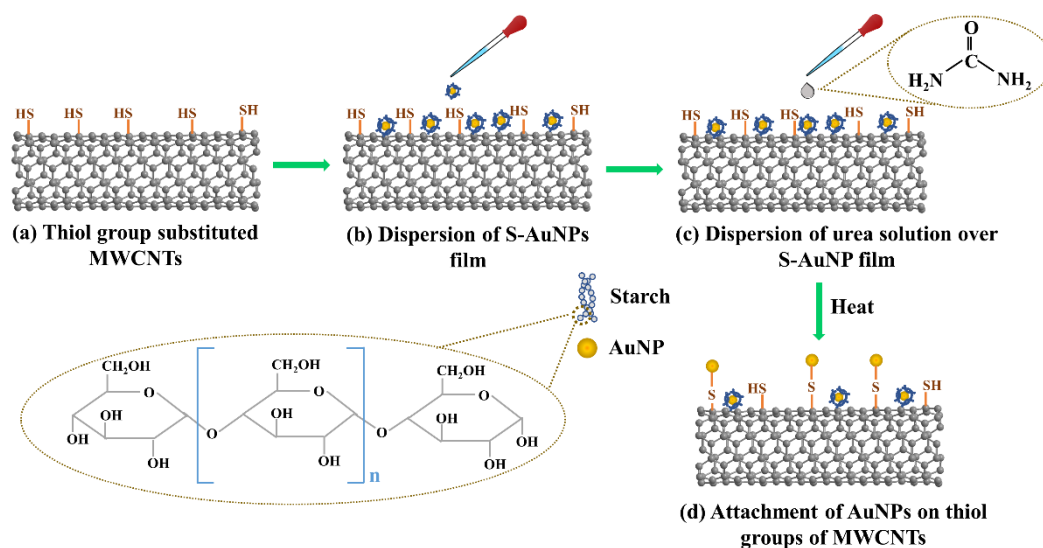 HS HS HS HS SH
(a) Thiol group substituted
MWCNTs
HS HS HS HS SH
(b) Dispersion of S-AuNPs
film
O
C
H₂N NH₂
HS HS HS HS SH
(c) Dispersion of urea solution over
S-AuNP film
Heat
Starch
AuNP
CH₂OH CH₂OH CH₂OH
O O O
OH OH OH
OH O O OH
OH OH OH
n
S HS S S SH
(d) Attachment of AuNPs on thiol
groups of MWCNTs